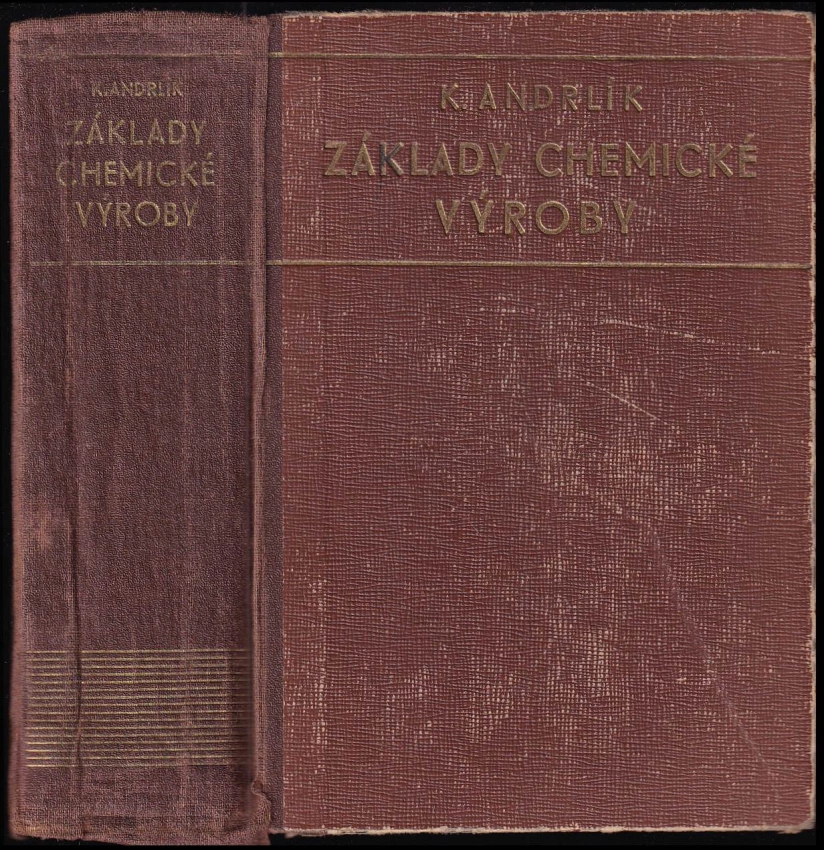 K. ANDRLÍK
ZÁKLADY
CHEMICKÉ
VÝROBY
K. ANDRLÍK
ZÁKLADY CHEMICKÉ
VÝROBY